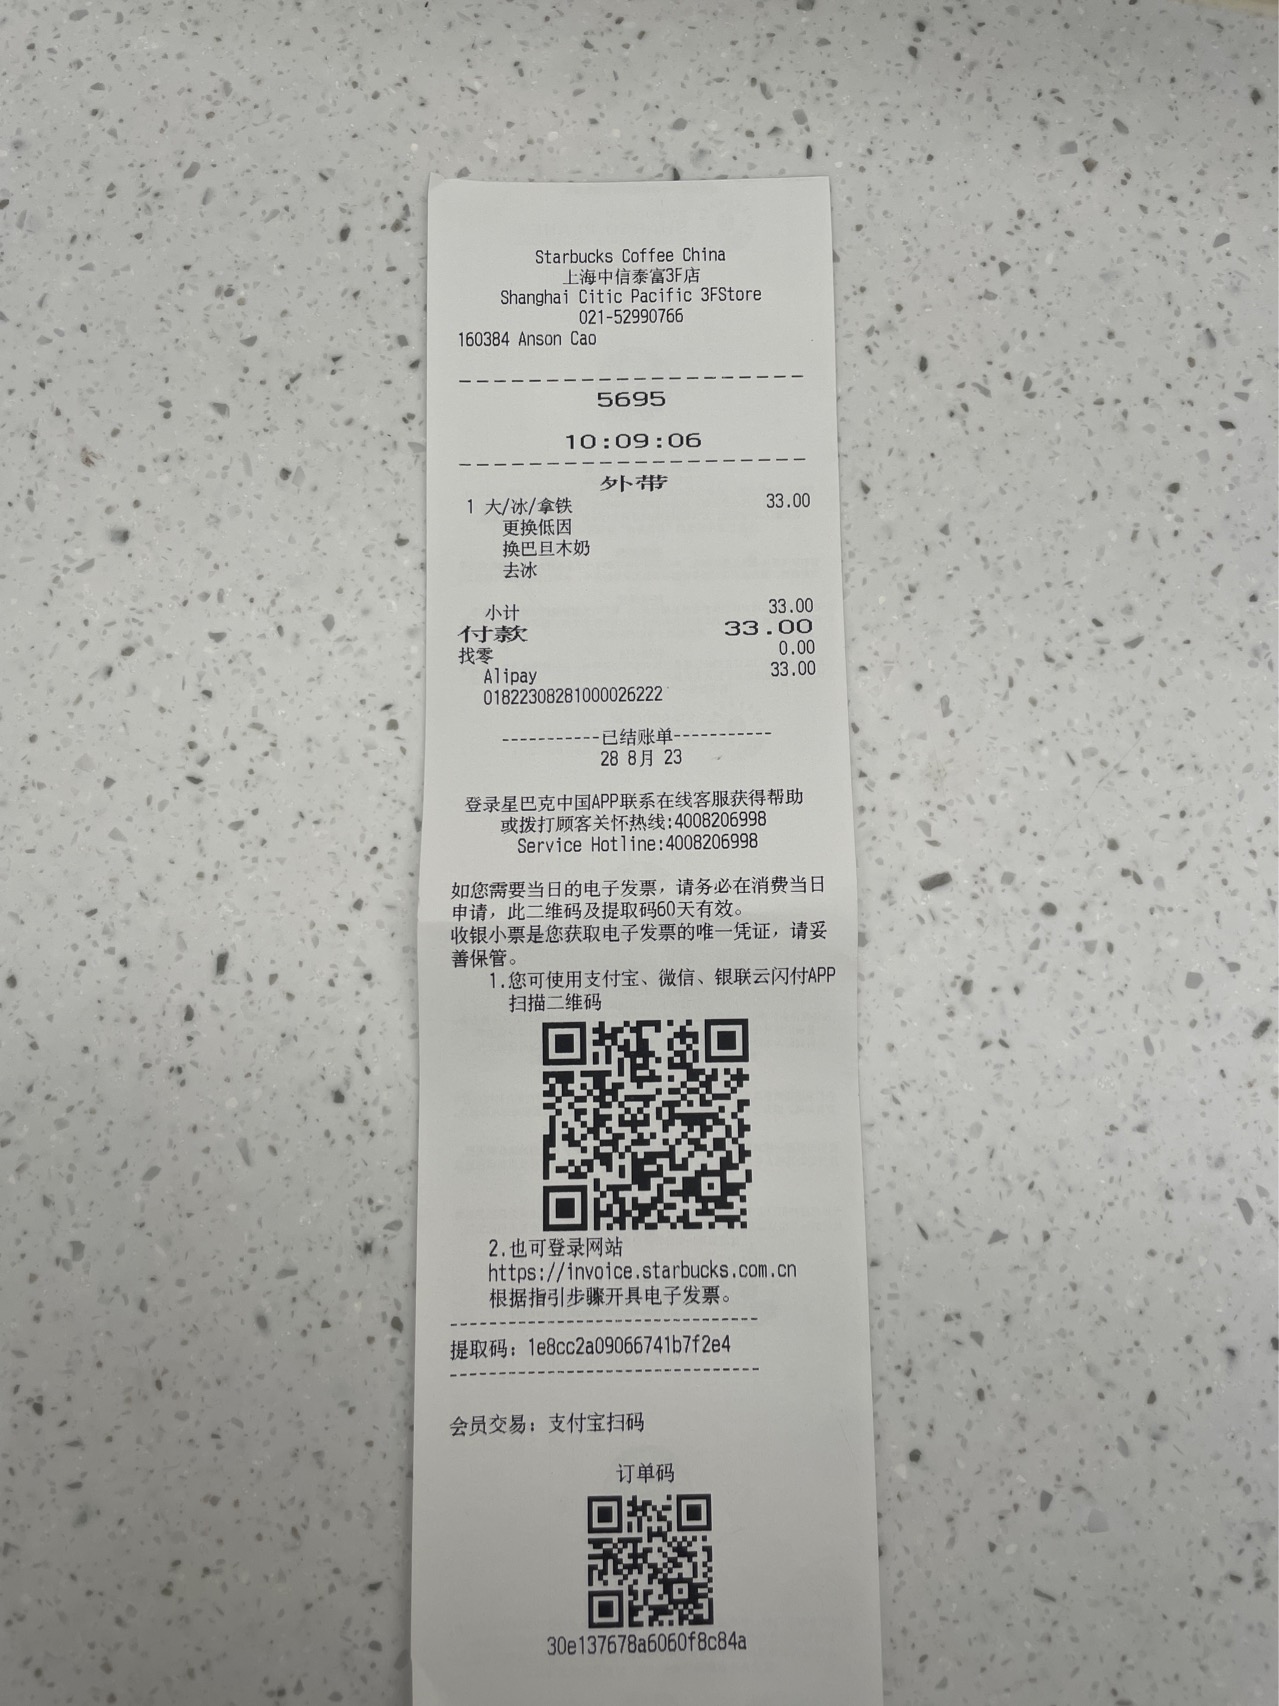 Starbucks Coffee China
上海中信泰富3F店
Shanghai Citic Pacific 3FStore
021-52990766
160384 Anson Cao
5695
10:09:06
外带
1 大/冰/拿铁 33.00
更换低因
换巴旦木奶
去冰
小计 33.00
付款 33.00
找零 0.00
Alipay 33.00
01822308281000026222
-----------已结账单-----------
28 8月 23
登录星巴克中国APP联系在线客服获得帮助
或拨打顾客关怀热线:4008206998
Service Hotline:4008206998
如您需要当日的电子发票，请务必在消费当日
申请，此二维码及提取码60天有效。
收银小票是您获取电子发票的唯一凭证，请妥
善保管。
1.您可使用支付宝、微信、银联云闪付APP
扫描二维码
2.也可登录网站
https://invoice.starbucks.com.cn
根据指引步骤开具电子发票。
提取码：1e8cc2a09066741b7f2e4
会员交易：支付宝扫码
订单码
30e137678a6060f8c84a